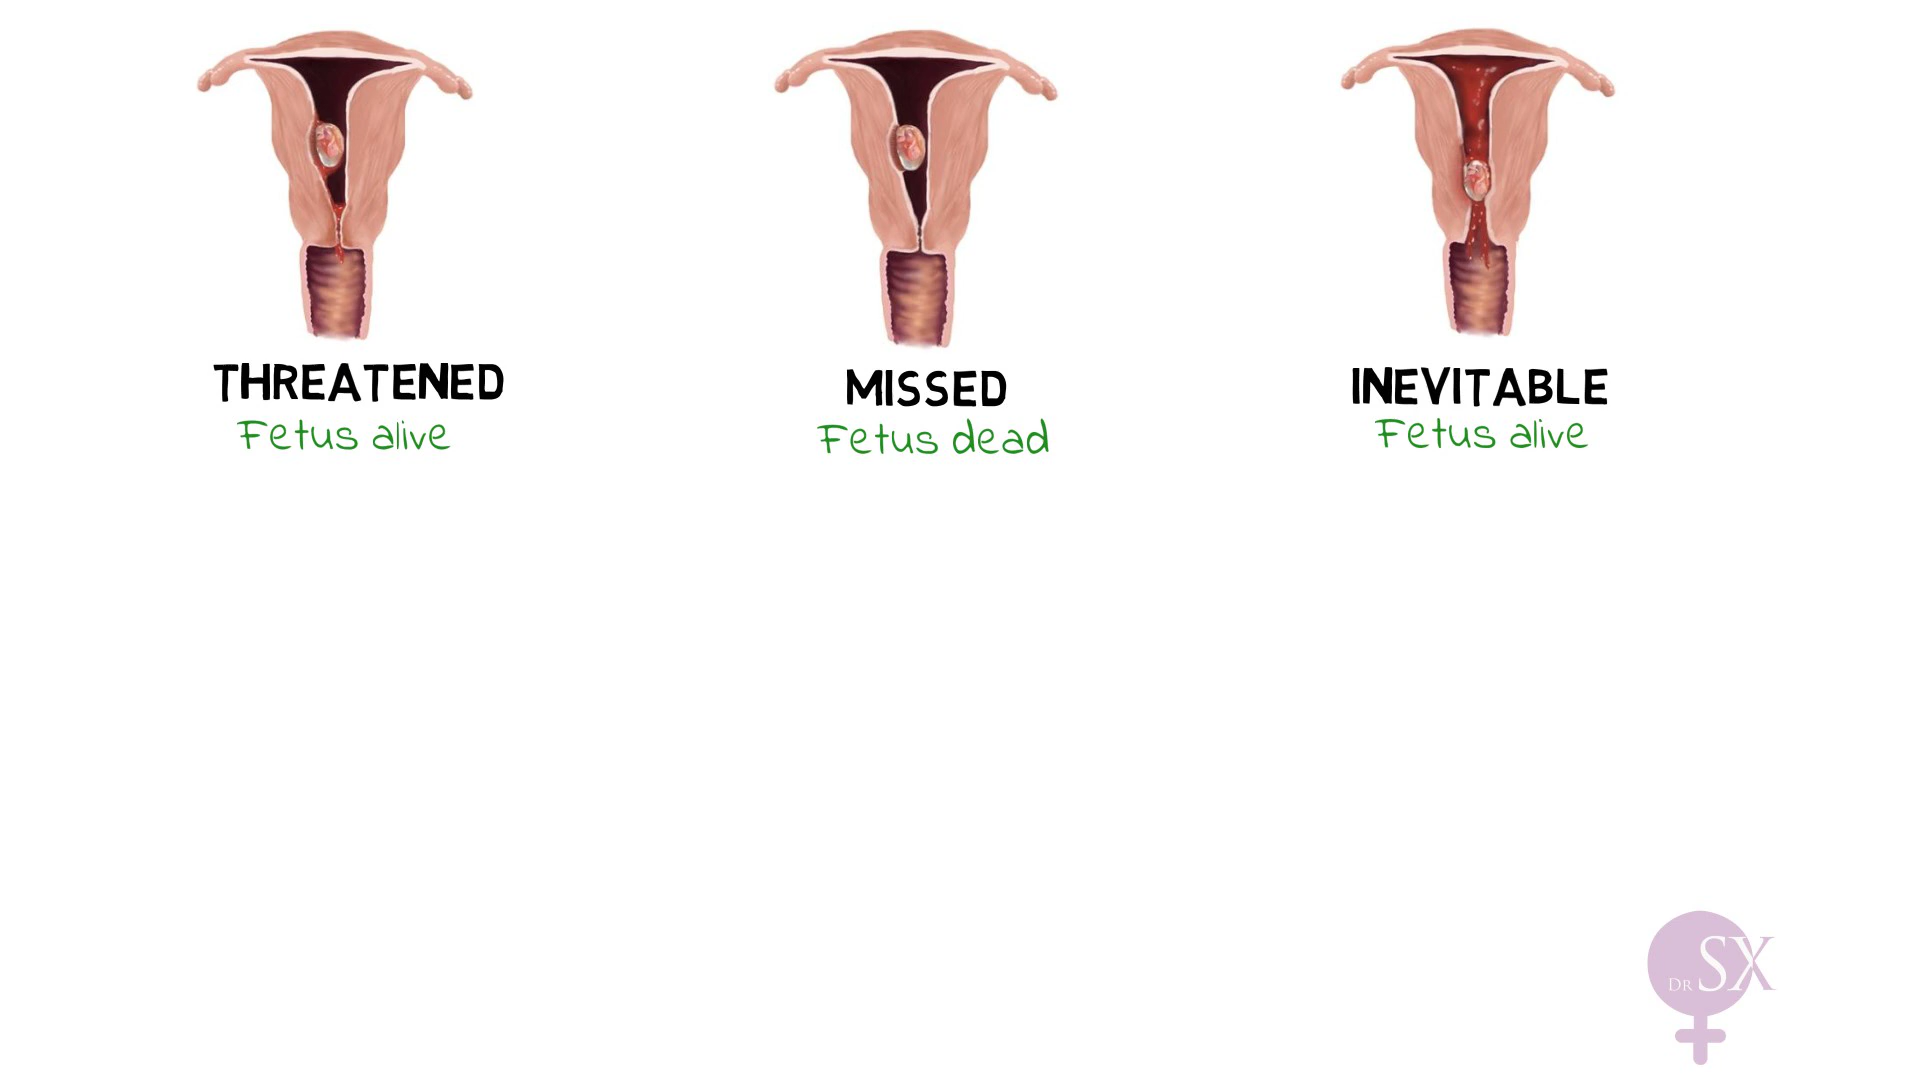 THREATENED
Fetus alive
MISSED
Fetus dead
INEVITABLE
Fetus alive
DR SX